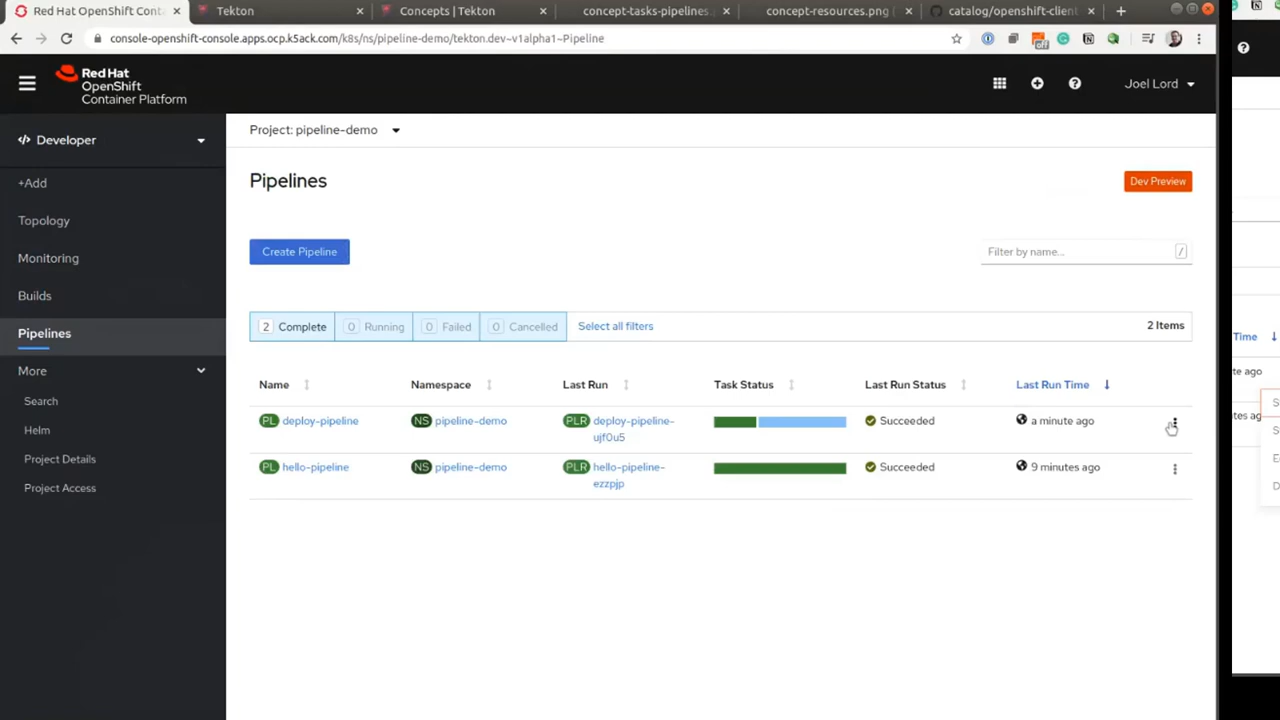 Red Hat OpenShift Conta
Tekton
Concepts | Tekton
concept-tasks-pipelines.
concept-resources.png (
catalog/openshift-client
console-openshift-console.apps.ocp.k5ack.com/k8s/ns/pipeline-demo/tekton.dev~v1alpha1~Pipeline
off
Red Hat
OpenShift
Container Platform
Joel Lord
Developer
Project: pipeline-demo
+Add
Pipelines
Dev Preview
Topology
Create Pipeline
Filter by name...
/
Monitoring
Builds
2 Complete
0 Running
0 Failed
0 Cancelled
Select all filters
2 Items
Pipelines
Time
More
Name
Namespace
Last Run
Task Status
Last Run Status
Last Run Time
te ago
Search
PL deploy-pipeline
NS pipeline-demo
PLR deploy-pipeline-
ujf0u5
Succeeded
a minute ago
tes ag
Helm
Project Details
PL hello-pipeline
NS pipeline-demo
PLR hello-pipeline-
ezzpjp
Succeeded
9 minutes ago
Project Access